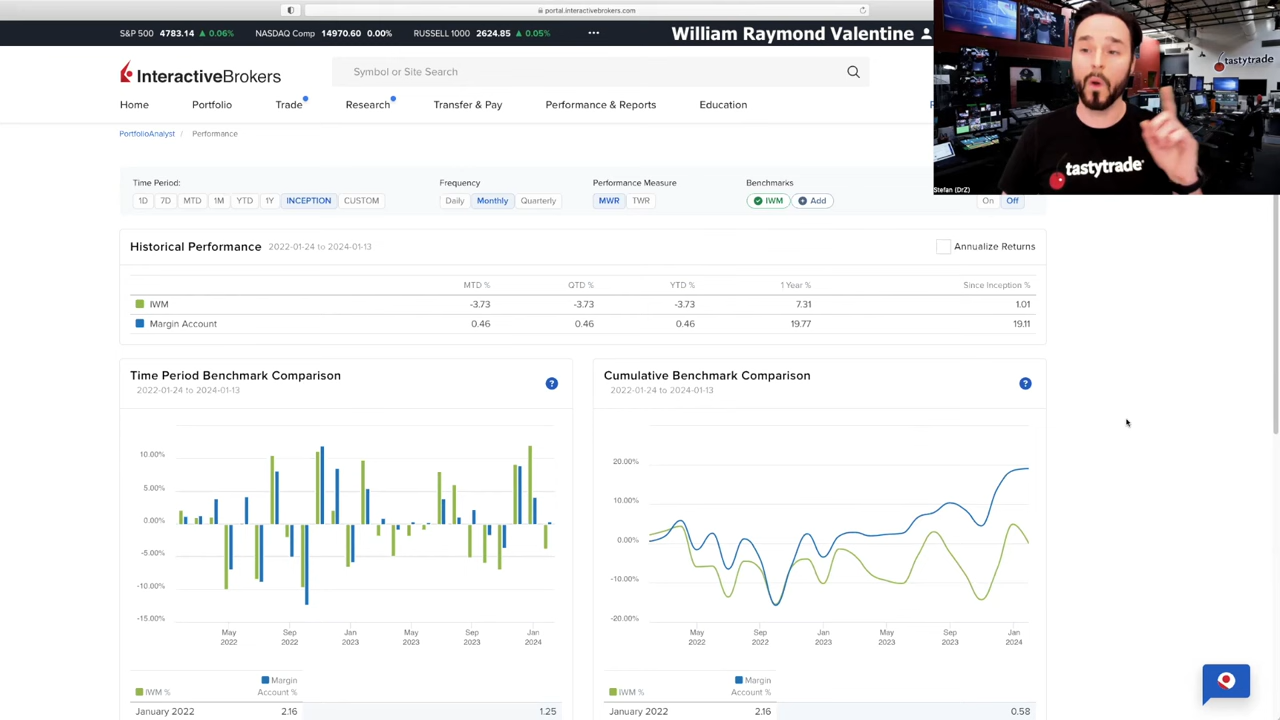 portal.interactivebrokers.com
S&P 500 4783.14 ▲ 0.06% NASDAQ Comp 14970.60 0.00% RUSSELL 1000 2624.85 ▲ 0.05% ••• William Raymond Valentine
InteractiveBrokers
Symbol or Site Search
Home Portfolio Trade Research Transfer & Pay Performance & Reports Education
PortfolioAnalyst / Performance
tastytrade
tastytrade
Stefan (DrZ)
Time Period: Frequency Performance Measure Benchmarks
1D 7D MTD 1M YTD 1Y INCEPTION CUSTOM Daily Monthly Quarterly MWR TWR IWM Add On Off
Historical Performance 2022-01-24 to 2024-01-13 Annualize Returns
MTD % QTD % YTD % 1 Year % Since Inception %
IWM -3.73 -3.73 -3.73 7.31 1.01
Margin Account 0.46 0.46 0.46 19.77 19.11
Time Period Benchmark Comparison
2022-01-24 to 2024-01-13
?
10.00%
5.00%
0.00%
-5.00%
-10.00%
-15.00%
May Sep Jan May Sep Jan
2022 2022 2023 2023 2023 2024
IWM % Margin Account %
January 2022 2.16 1.25
Cumulative Benchmark Comparison
2022-01-24 to 2024-01-13
?
20.00%
10.00%
0.00%
-10.00%
-20.00%
May Sep Jan May Sep Jan
2022 2022 2023 2023 2023 2024
IWM % Margin Account %
January 2022 2.16 0.58